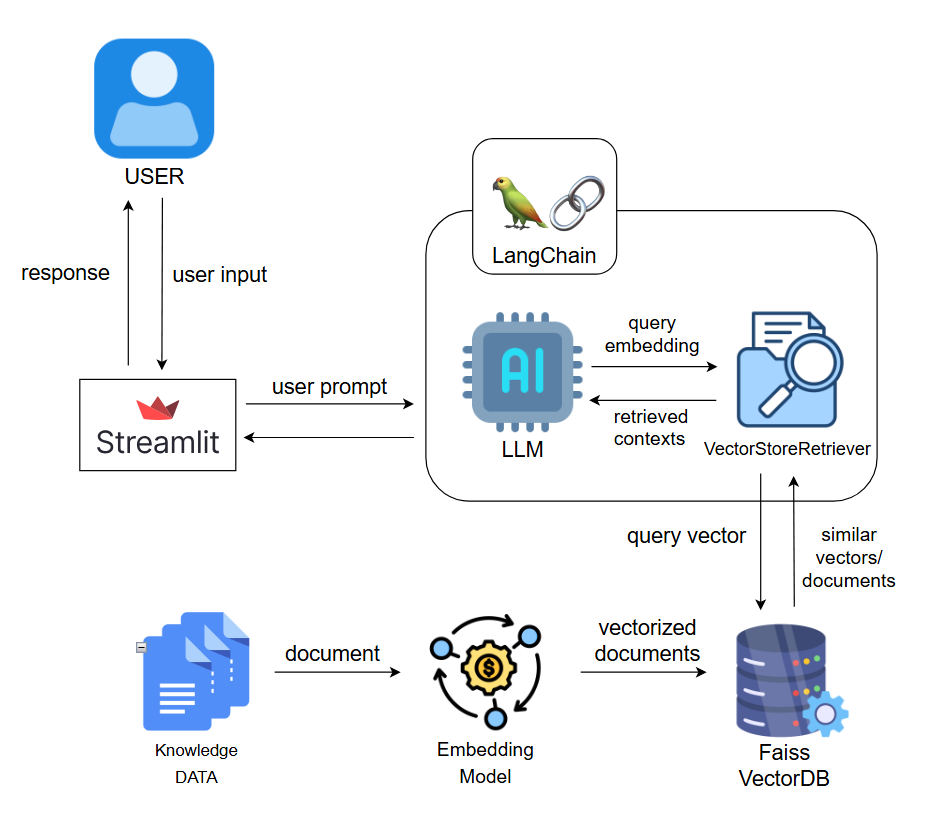 USER
response
user input
LangChain
Streamlit
user prompt
AI
LLM
query
embedding
retrieved
contexts
VectorStoreRetriever
query vector
similar
vectors/
documents
document
vectorized
documents
$
Knowledge
DATA
Embedding
Model
Faiss
VectorDB